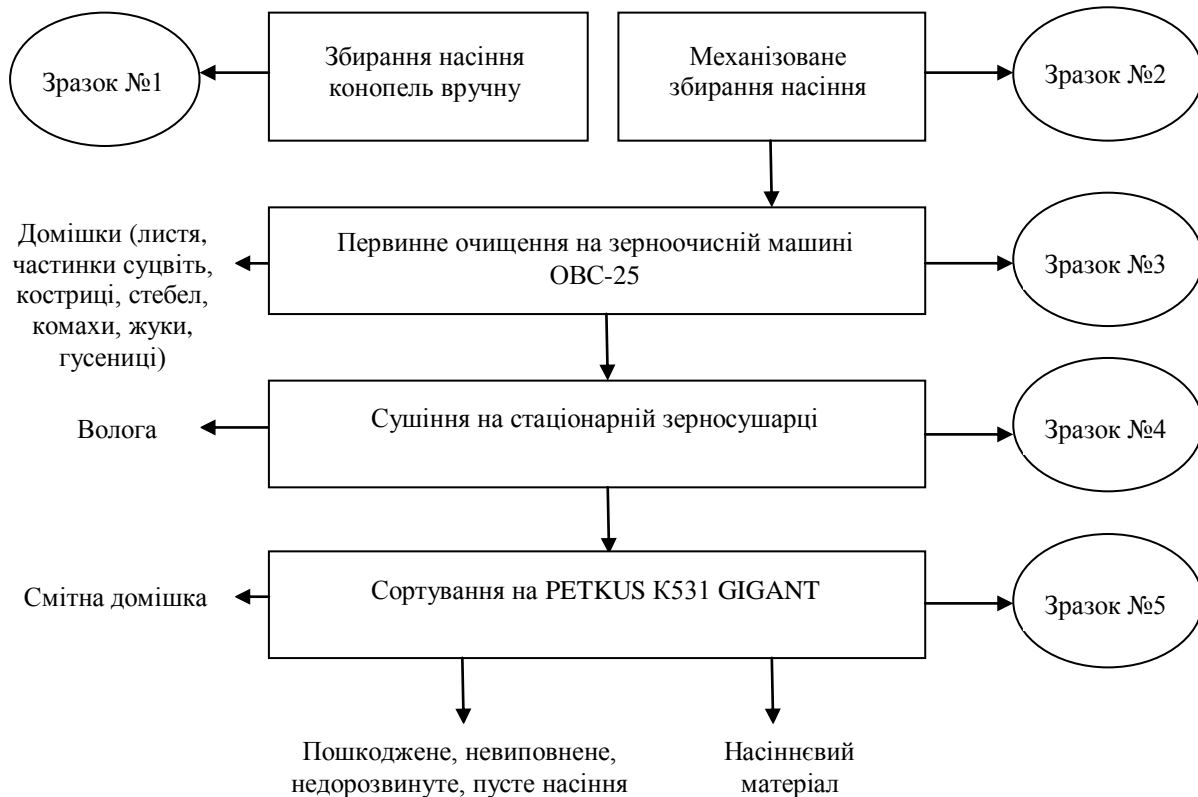 Зразок №1
Збирання насіння
конопель вручну
Механізоване
збирання насіння
Зразок №2
Домішки (листя,
частинки суцвіть,
костриці, стебел,
комахи, жуки,
гусениці)
Первинне очищення на зерноочисній машині
ОВС-25
Зразок №3
Волога
Сушіння на стаціонарній зерносушарці
Зразок №4
Смітна домішка
Сортування на PETKUS К531 GIGANT
Зразок №5
Пошкоджене, невиповнене,
недорозвинуте, пусте насіння
Насіннєвий
матеріал